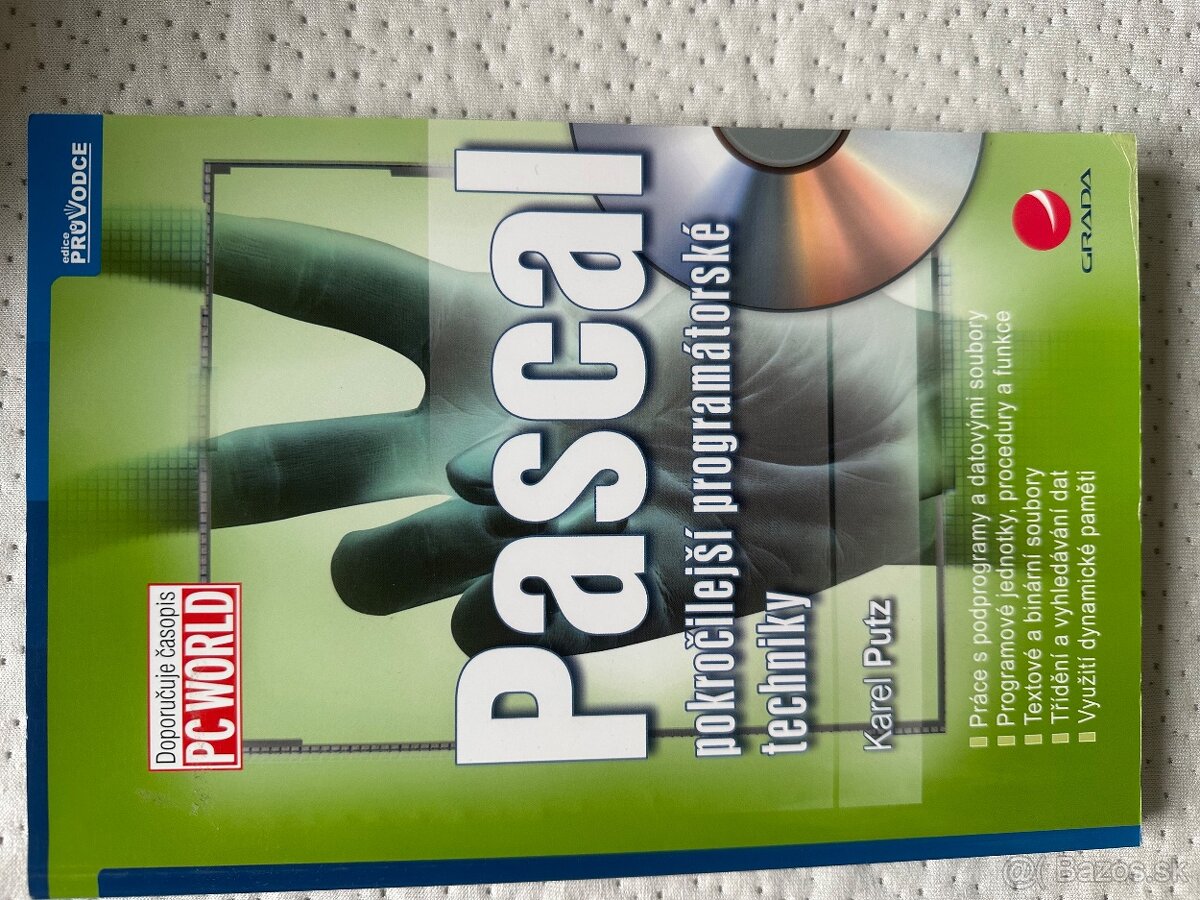 edice
PRŮVODCE
Doporučuje časopis
PC WORLD
Pascal
pokročilejší programátorské
techniky
Karel Putz
Práce s podprogramy a datovými soubory
Programové jednotky, procedury a funkce
Textové a binární soubory
Třídění a vyhledávání dat
Využití dynamické paměti
GRADA
@( Bazos.sk